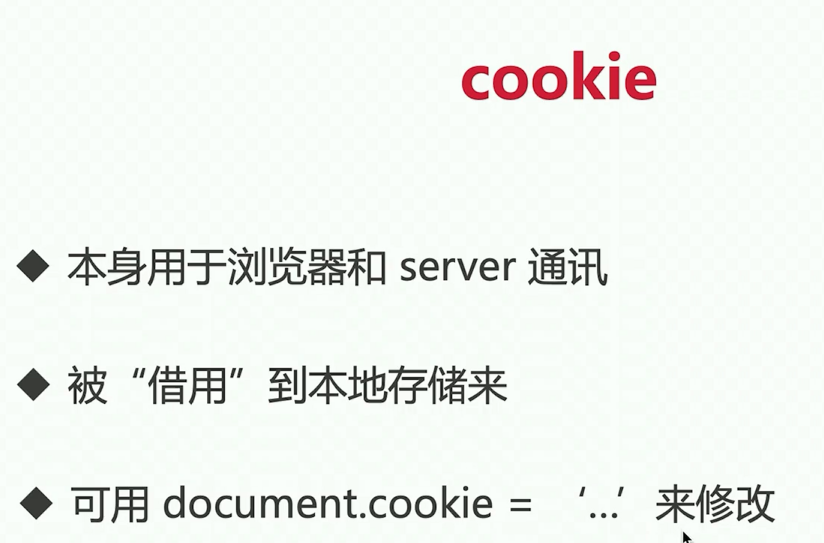 cookie
◆ 本身用于浏览器和 server 通讯
◆ 被“借用”到本地存储来
◆ 可用 document.cookie = ‘...’ 来修改